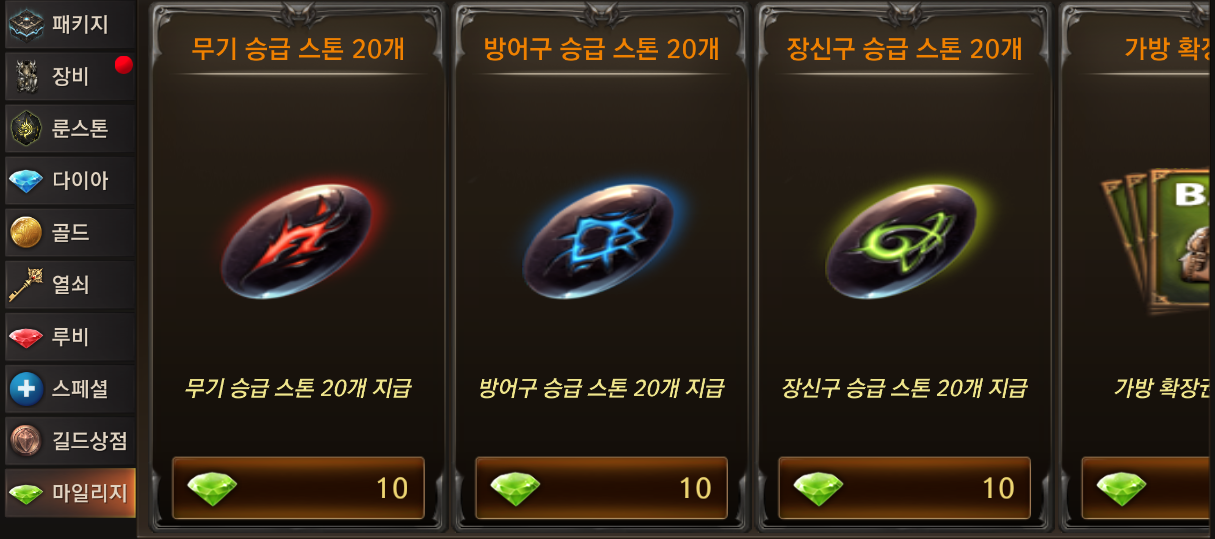 패키지
장비
룬스톤
다이아
골드
열쇠
루비
스페셜
길드상점
마일리지
무기 승급 스톤 20개
무기 승급 스톤 20개 지급
10
방어구 승급 스톤 20개
방어구 승급 스톤 20개 지급
10
장신구 승급 스톤 20개
장신구 승급 스톤 20개 지급
10
가방
가방